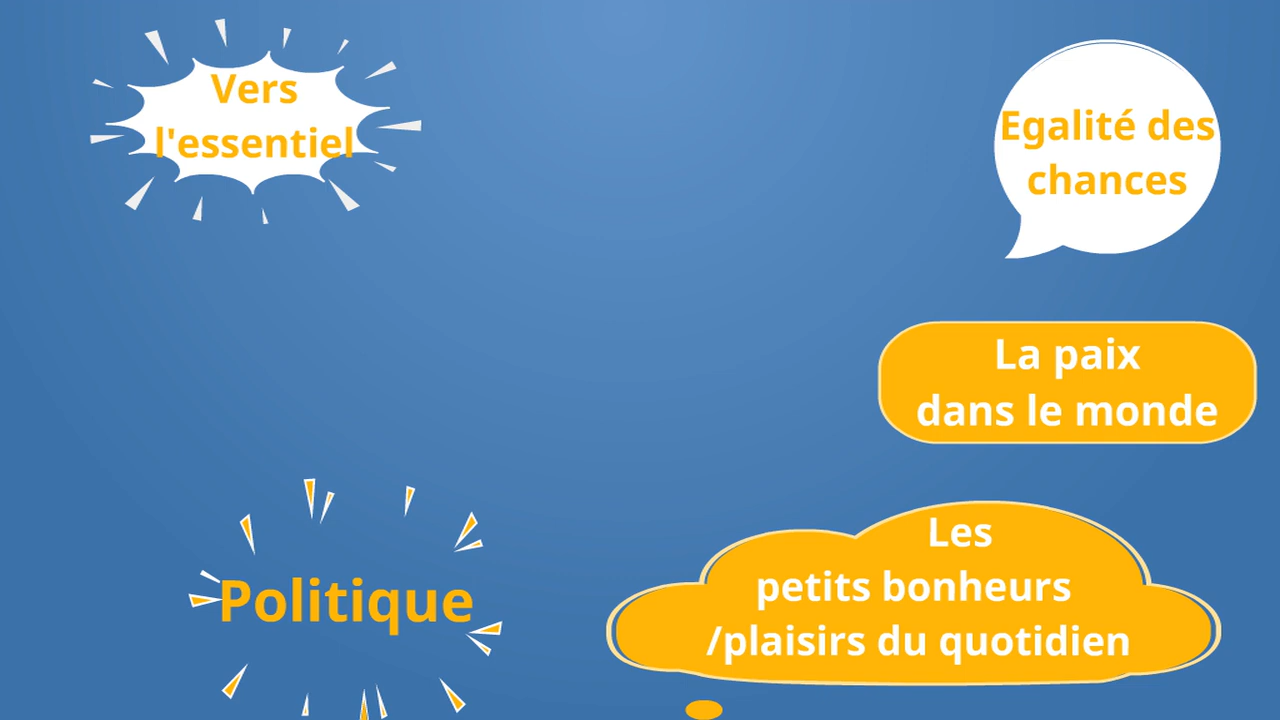 Vers
l'essentiel
Egalité des
chances
La paix
dans le monde
Politique
Les
petits bonheurs
/plaisirs du quotidien